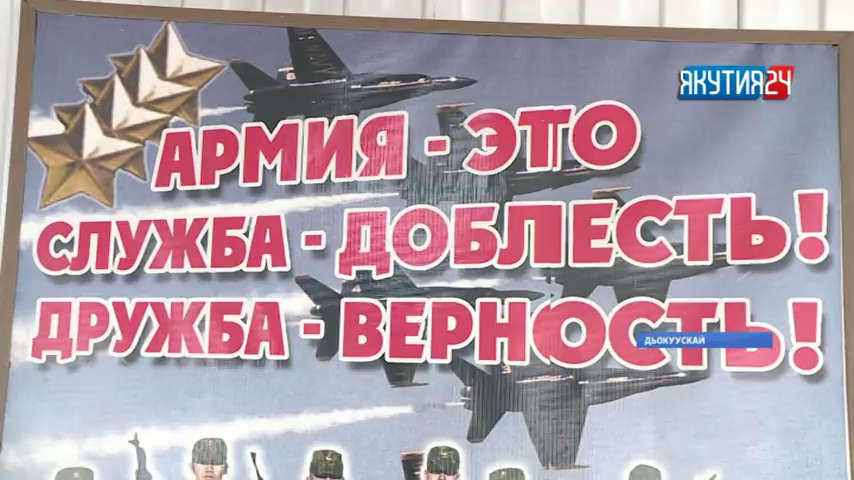 ЯКУТИЯ24
АРМИЯ - ЭТО
СЛУЖБА - ДОБЛЕСТЬ!
ДРУЖБА - ВЕРНОСТЬ!
ДЬОКУУСКАЙ